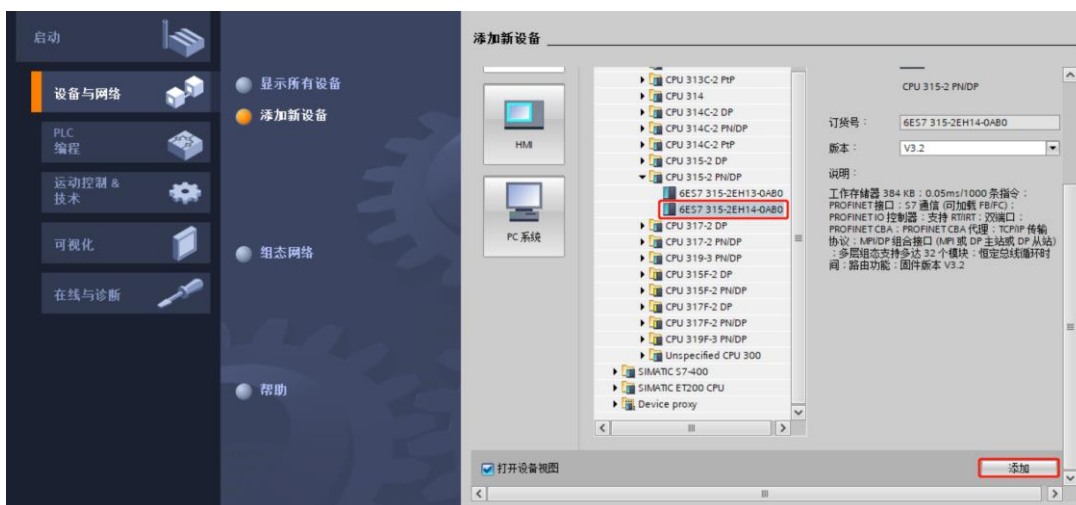 启动
设备与网络
PLC
编程
运动控制 &
技术
可视化
在线与诊断
显示所有设备
添加新设备
组态网络
帮助
添加新设备
HMI
PC 系统
CPU 313C-2 PtP
CPU 314
CPU 314C-2 DP
CPU 314C-2 PN/DP
CPU 314C-2 PtP
CPU 315-2 DP
CPU 315-2 PN/DP
6ES7 315-2EH13-0AB0
6ES7 315-2EH14-0AB0
CPU 317-2 DP
CPU 317-2 PN/DP
CPU 319-3 PN/DP
CPU 315F-2 DP
CPU 315F-2 PN/DP
CPU 317F-2 DP
CPU 317F-2 PN/DP
CPU 319F-3 PN/DP
Unspecified CPU 300
SIMATIC S7-400
SIMATIC ET200 CPU
Device proxy
CPU 315-2 PN/DP
订货号：
6ES7 315-2EH14-0AB0
版本：
V3.2
说明：
工作存储器 384 KB；0.05ms/1000 条指令；
PROFINET 接口；S7 通信 (可加载 FB/FC)；
PROFINET IO 控制器；支持 RT/IRT；双端口；
PROFINET CBA；PROFINET CBA 代理；TCP/IP 传输
协议；MPI/DP 组合接口 (MPI 或 DP 主站或 DP 从站)
；多层组态支持多达 32 个模块；恒定总线循环时
间；路由功能；固件版本 V3.2
打开设备视图
添加